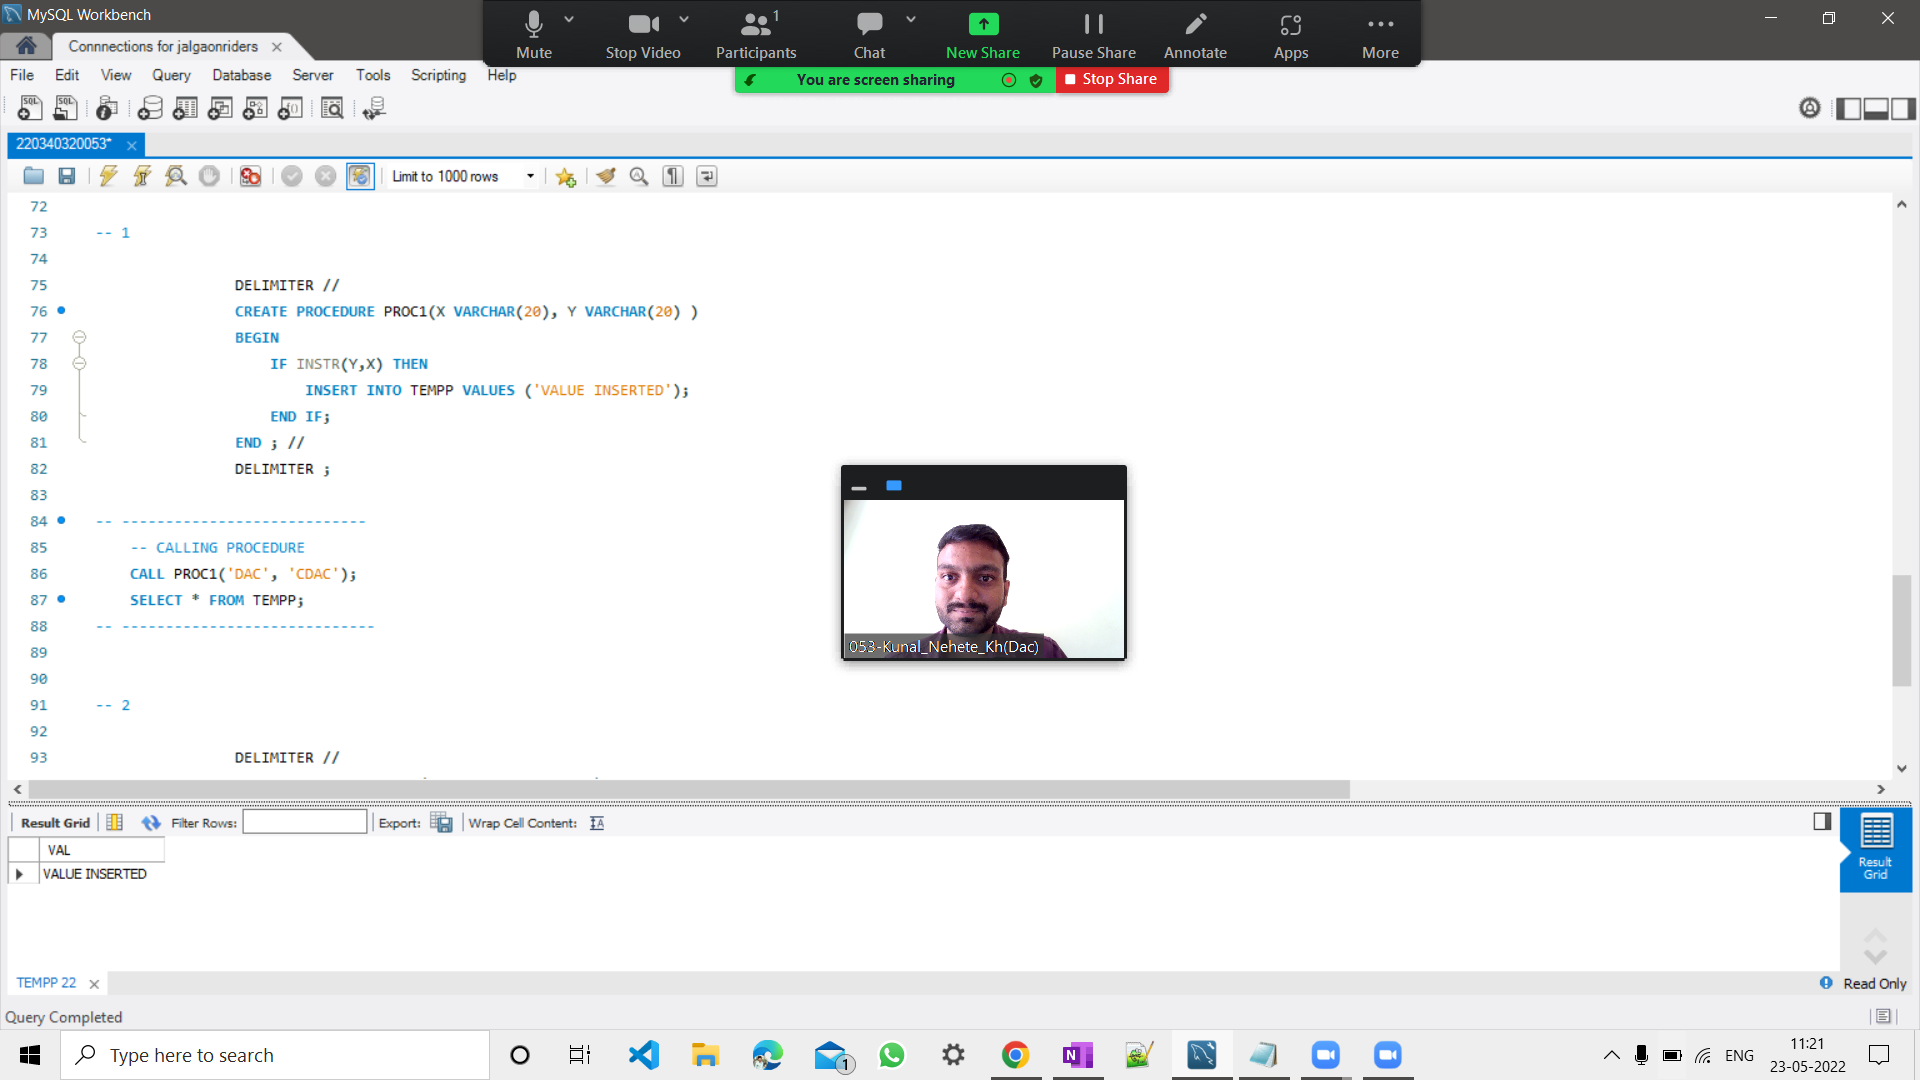 MySQL Workbench
Connnections for jalgaonriders
Mute
Stop Video
Participants
1
Chat
New Share
Pause Share
Annotate
Apps
More
You are screen sharing
Stop Share
File Edit View Query Database Server Tools Scripting Help
220340320053*
Limit to 1000 rows
72
73 -- 1
74
75 DELIMITER //
76 CREATE PROCEDURE PROC1(X VARCHAR(20), Y VARCHAR(20) )
77 BEGIN
78 IF INSTR(Y,X) THEN
79 INSERT INTO TEMPP VALUES ('VALUE INSERTED');
80 END IF;
81 END ; //
82 DELIMITER ;
83
84 -- ----------------------------
85 -- CALLING PROCEDURE
86 CALL PROC1('DAC', 'CDAC');
87 SELECT * FROM TEMPP;
88 -- -----------------------------
89
90
91 -- 2
92
93 DELIMITER //
053-Kunal_Nehete_Kh(Dac)
Result Grid Filter Rows: Export: Wrap Cell Content:
VAL
VALUE INSERTED
Result
Grid
TEMPP 22
Read Only
Query Completed
Type here to search
1
ENG
11:21
23-05-2022